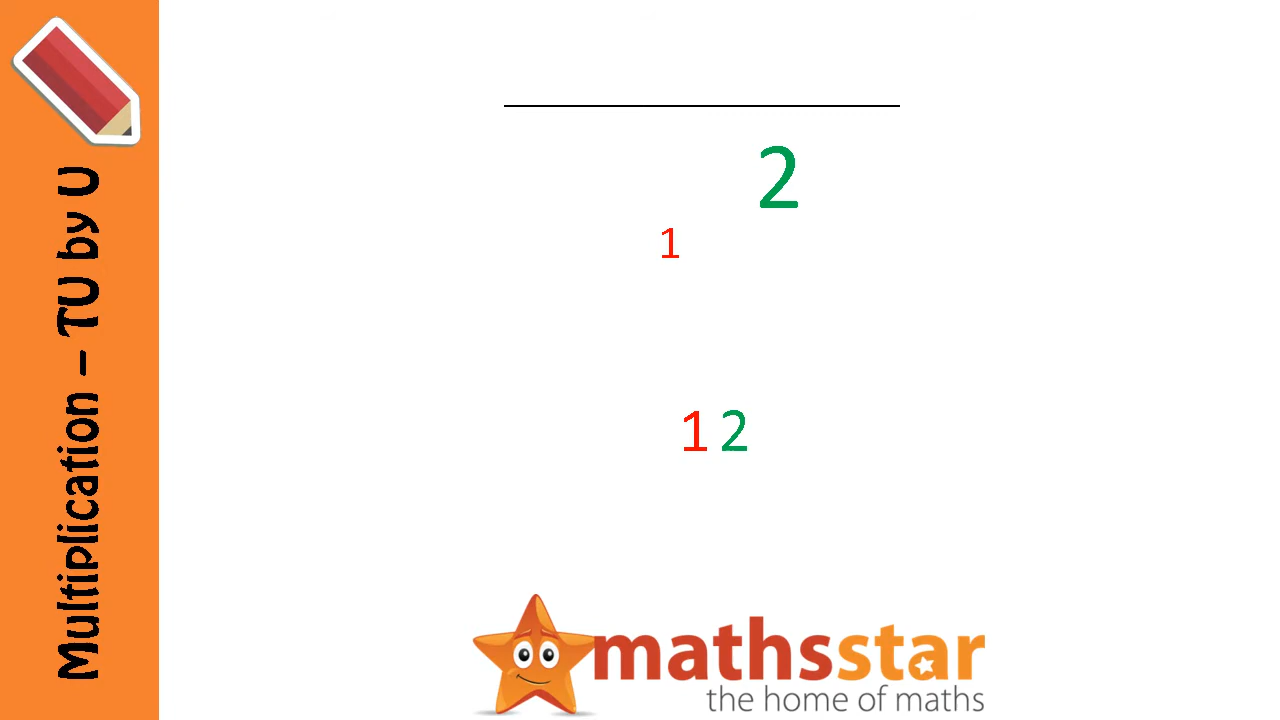 Multiplication – TU by U
2
1
1 2
mathsstar
the home of maths